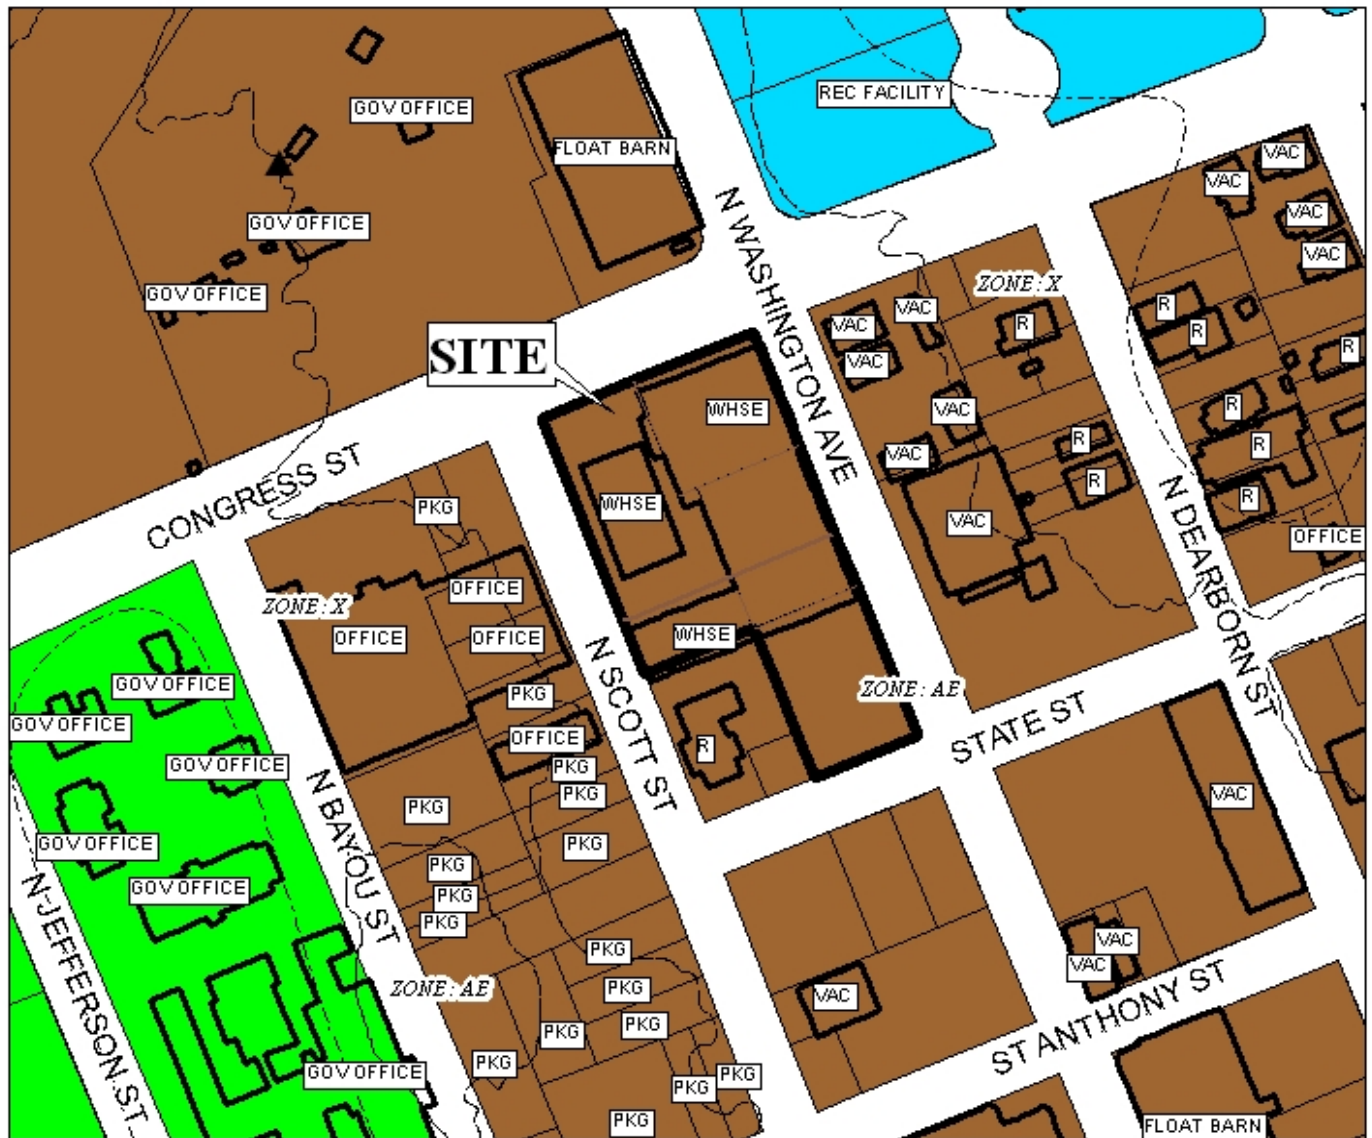 GOV OFFICE
REC FACILITY
FLOAT BARN
VAC
VAC
GOV OFFICE
VAC
VAC
GOV OFFICE
N WASHINGTON AVE
ZONE: X
VAC
R
VAC
R
R
SITE
VAC
R
WHSE
VAC
R
R
R
VAC
R
R
CONGRESS ST
WHSE
PKG
VAC
N DEARBORN ST
OFFICE
ZONE: X
OFFICE
OFFICE
OFFICE
WHSE
N SCOTT ST
GOV OFFICE
PKG
ZONE: AE
GOV OFFICE
OFFICE
R
STATE ST
GOV OFFICE
PKG
PKG
VAC
N BAYOU ST
PKG
GOV OFFICE
PKG
PKG
GOV OFFICE
PKG
PKG
N-JEFFERSON ST
PKG
VAC
VAC
ZONE: AE
PKG
VAC
PKG
PKG
ST ANTHONY ST
GOV OFFICE
PKG
PKG
PKG
PKG
FLOAT BARN